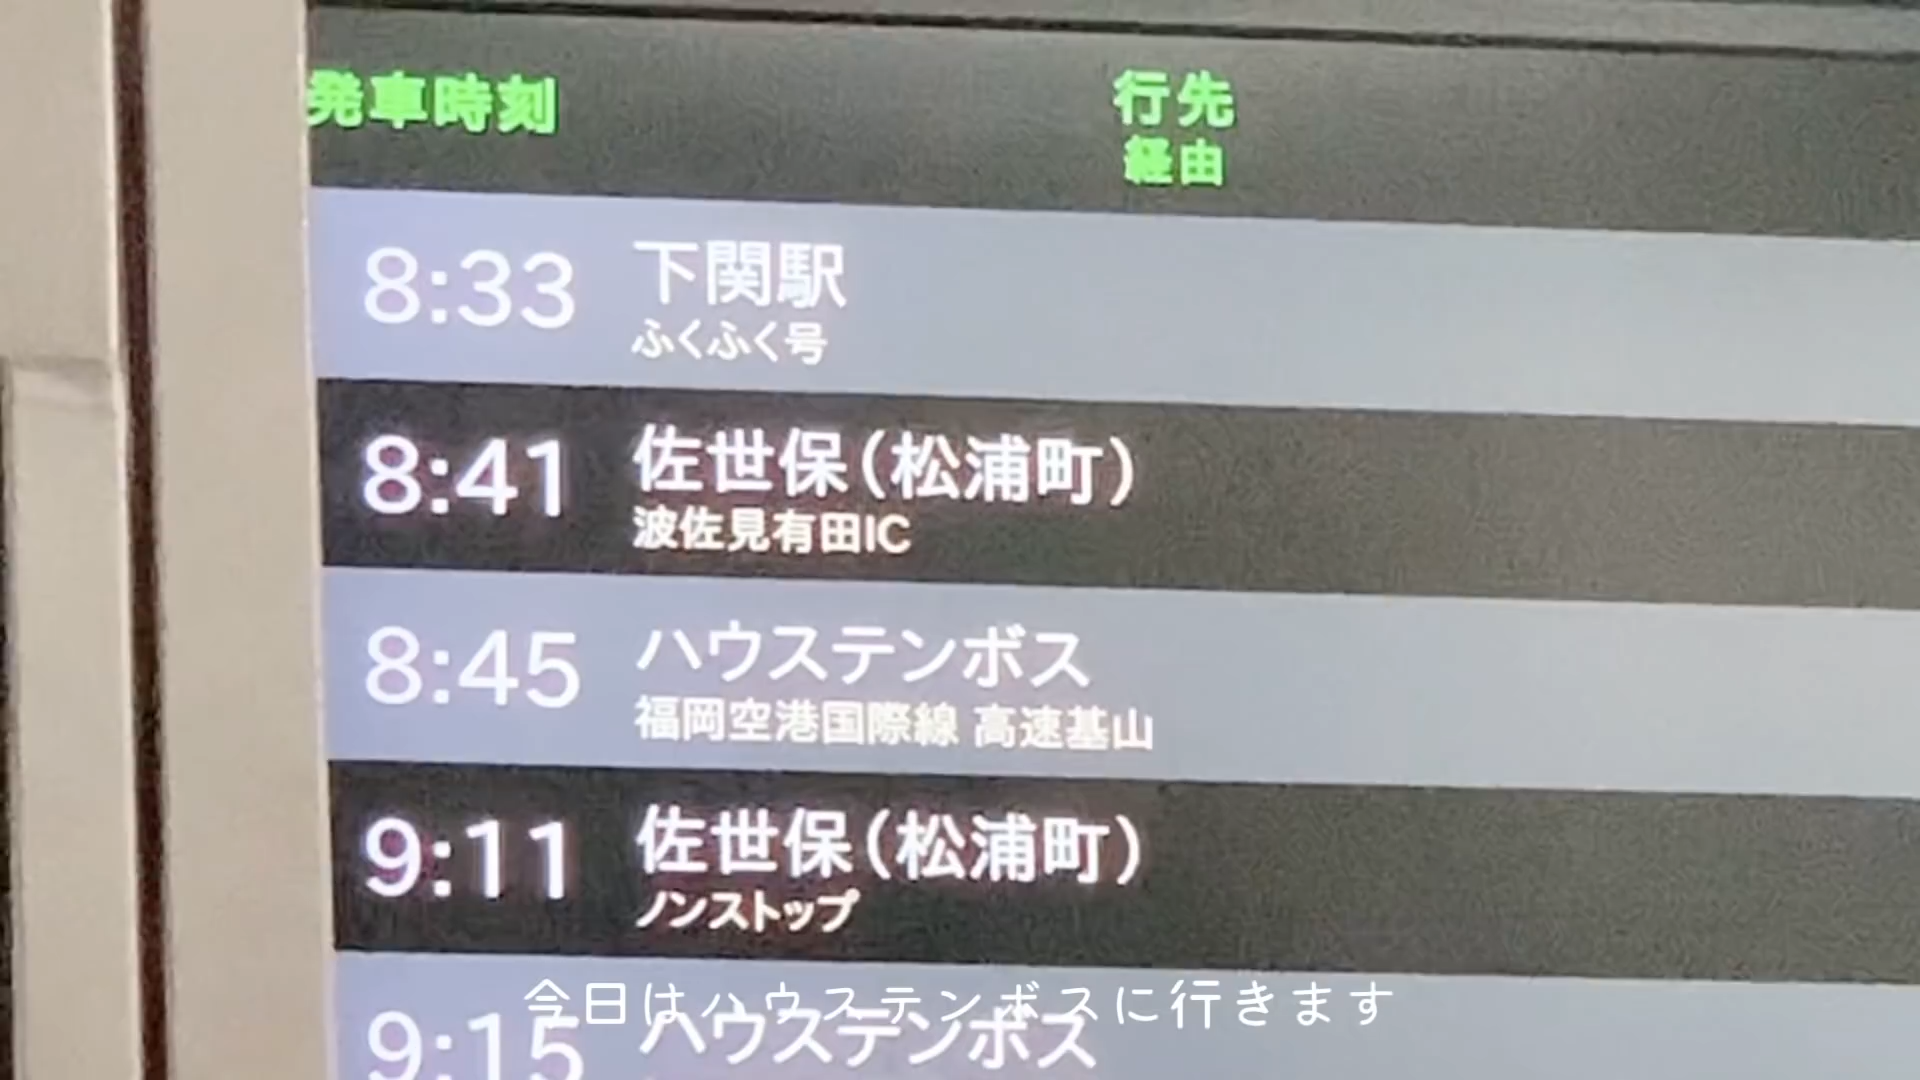 発車時刻
行先
経由
8:33 下関駅
ふくふく号
8:41 佐世保(松浦町)
波佐見有田IC
8:45 ハウステンボス
福岡空港国際線 高速基山
9:11 佐世保(松浦町)
ノンストップ
今日はハウステンボスに行きます
9:15 ハウステンボス